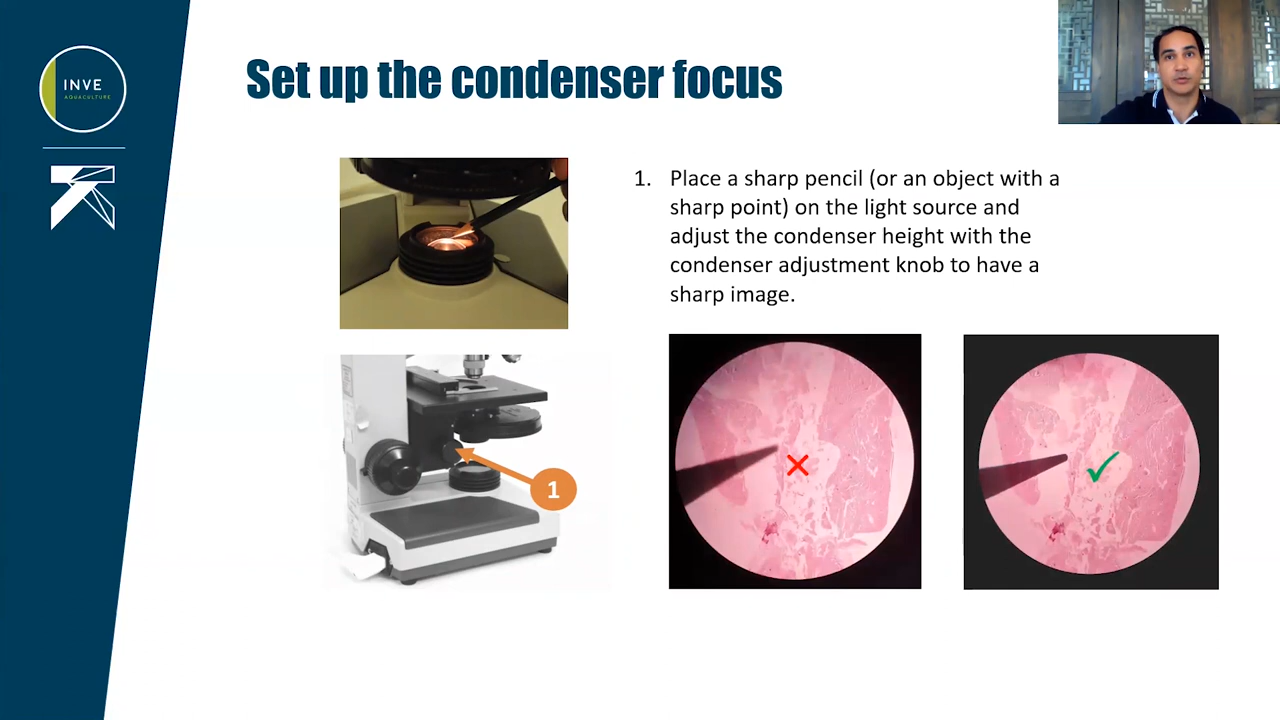 INVE
AQUACULTURE
Set up the condenser focus
1. Place a sharp pencil (or an object with a
sharp point) on the light source and
adjust the condenser height with the
condenser adjustment knob to have a
sharp image.
1